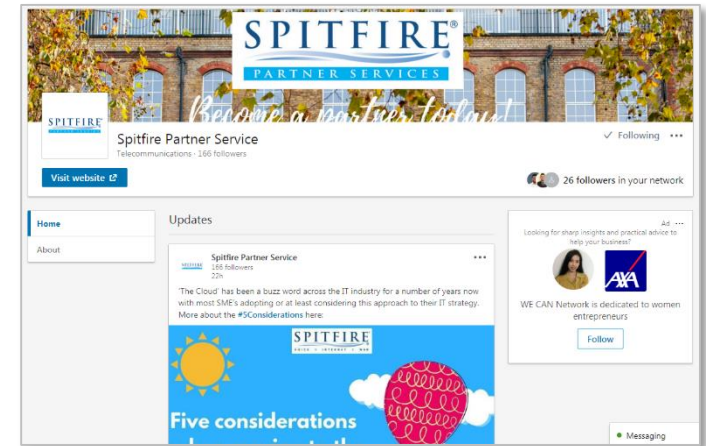 SPITFIRE®
PARTNER SERVICES
Become a partner today!
SPITFIRE
Spitfire Partner Service
Telecommunications · 166 followers
Following
Visit website
26 followers in your network
Home
About
Updates
Spitfire Partner Service
166 followers
22h
'The Cloud' has been a buzz word across the IT industry for a number of years now
with most SME's adopting or at least considering this approach to their IT strategy.
More about the #5Considerations here:
SPITFIRE
VOICE • INTERNET • WAN
Five considerations
Ad
Looking for sharp insights and practical advice to
help your business?
AXA
WE CAN Network is dedicated to women
entrepreneurs
Follow
Messaging